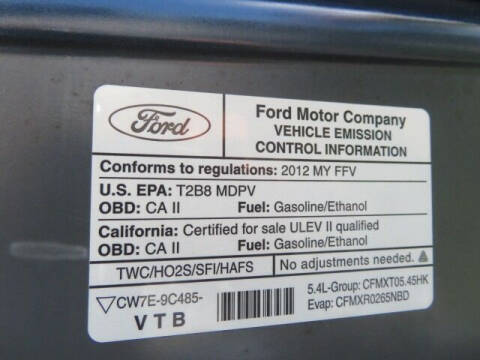 Ford
Ford Motor Company
VEHICLE EMISSION
CONTROL INFORMATION
Conforms to regulations: 2012 MY FFV
U.S. EPA: T2B8 MDPV
OBD: CA II Fuel: Gasoline/Ethanol
California: Certified for sale ULEV II qualified
OBD: CA II Fuel: Gasoline/Ethanol
TWC/HO2S/SFI/HAFS No adjustments needed.
CW7E-9C485-
VTB
5.4L-Group: CFMXT05.45HK
Evap: CFMXR0265NBD